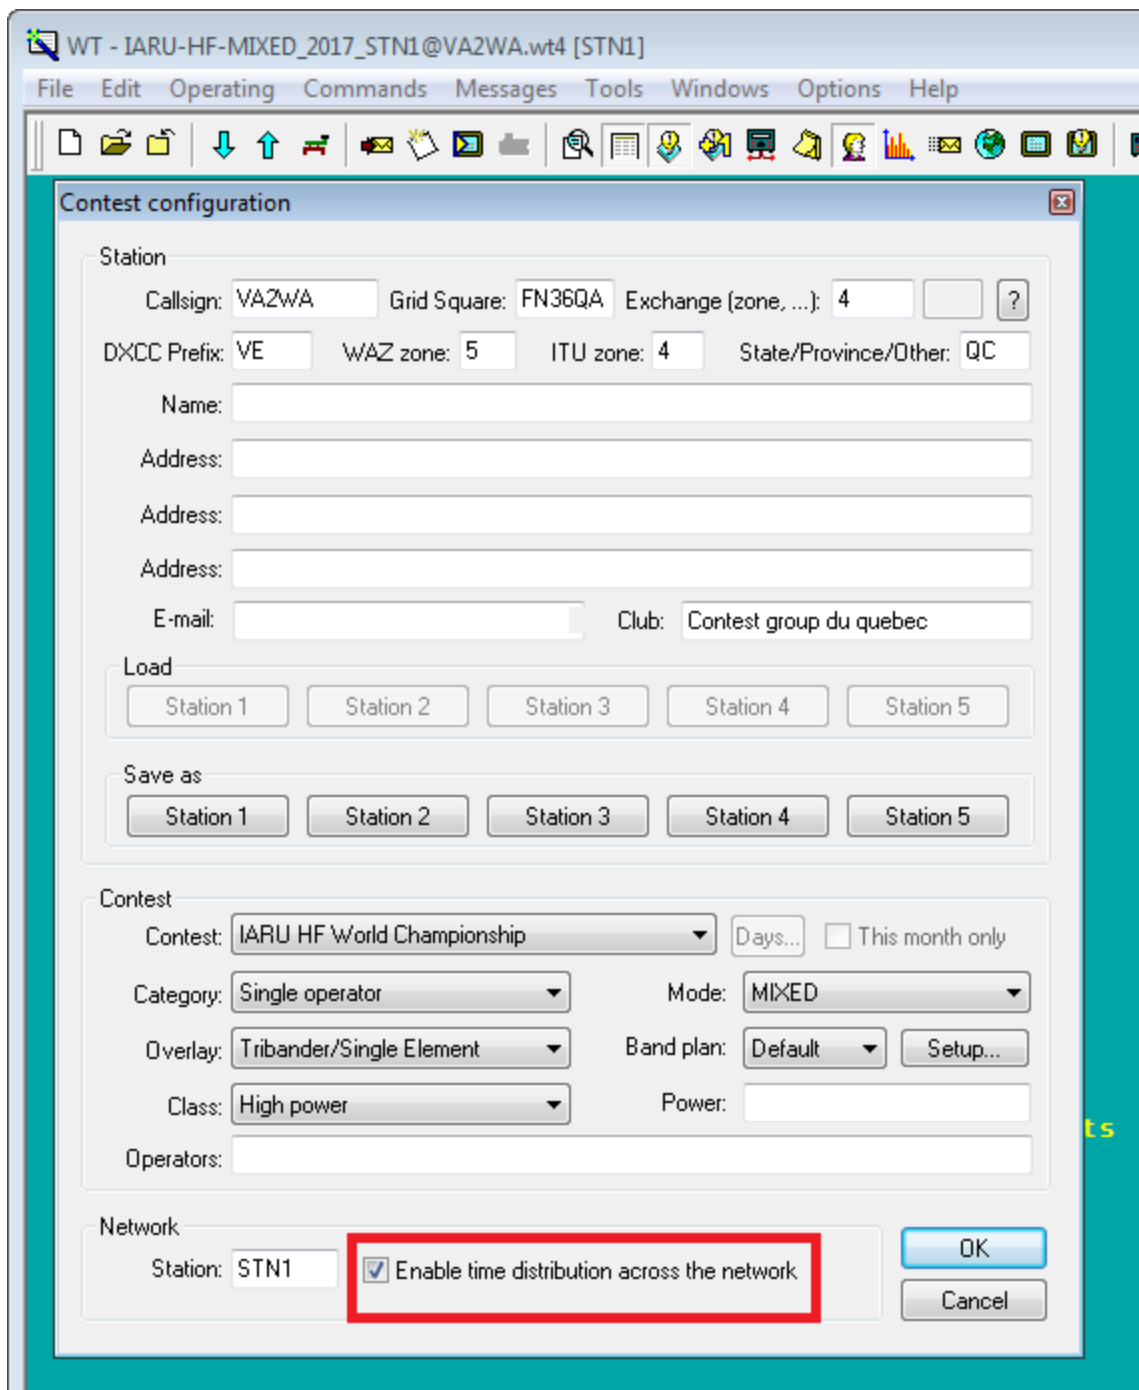 WT - IARU-HF-MIXED_2017_STN1@VA2WA.wt4 [STN1]
File Edit Operating Commands Messages Tools Windows Options Help
Contest configuration
Station
Callsign: VA2WA Grid Square: FN36QA Exchange (zone, ...): 4 ?
DXCC Prefix: VE WAZ zone: 5 ITU zone: 4 State/Province/Other: QC
Name:
Address:
Address:
Address:
E-mail: Club: Contest group du quebec
Load
Station 1 Station 2 Station 3 Station 4 Station 5
Save as
Station 1 Station 2 Station 3 Station 4 Station 5
Contest
Contest: IARU HF World Championship Days... This month only
Category: Single operator Mode: MIXED
Overlay: Tribander/Single Element Band plan: Default Setup...
Class: High power Power:
ts
Operators:
Network
Station: STN1 Enable time distribution across the network OK
Cancel